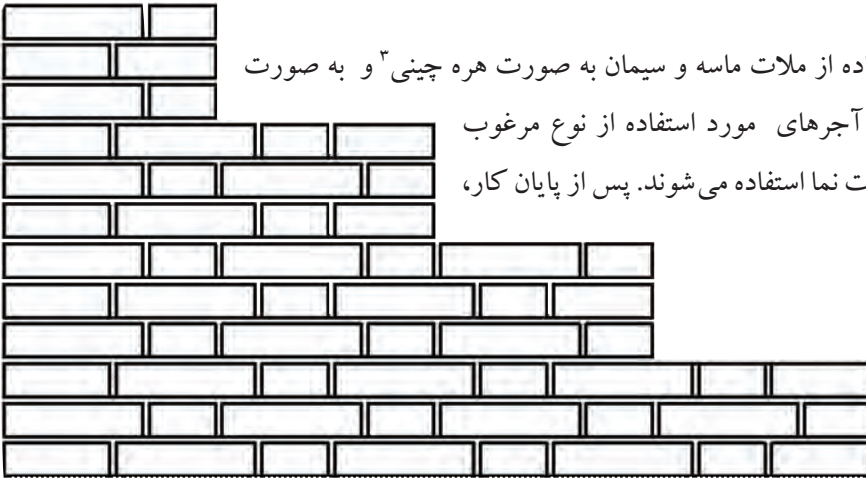 از ملات ماسه و سیمان به صورت هره چینی۳ و به صورت
آجرهای مورد استفاده از نوع مرغوب
نما استفاده می‌شوند. پس از پایان کار،